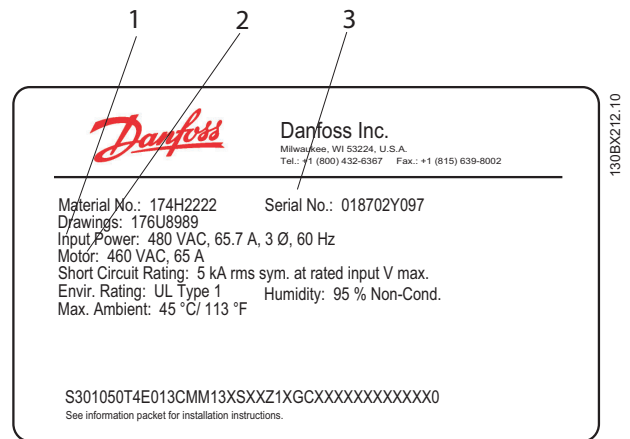 1 2 3
Danfoss
Danfoss Inc.
Milwaukee, WI 53224, U.S.A.
Tel.: +1 (800) 432-6367 Fax.: +1 (815) 639-8002
Material No.: 174H2222 Serial No.: 018702Y097
Drawings: 176U8989
Input Power: 480 VAC, 65.7 A, 3 Ø, 60 Hz
Motor: 460 VAC, 65 A
Short Circuit Rating: 5 kA rms sym. at rated input V max.
Envir. Rating: UL Type 1 Humidity: 95 % Non-Cond.
Max. Ambient: 45 °C/ 113 °F
S301050T4E013CMM13XSXXZ1XGCXXXXXXXXXXXX0
See information packet for installation instructions.
130BX212.10